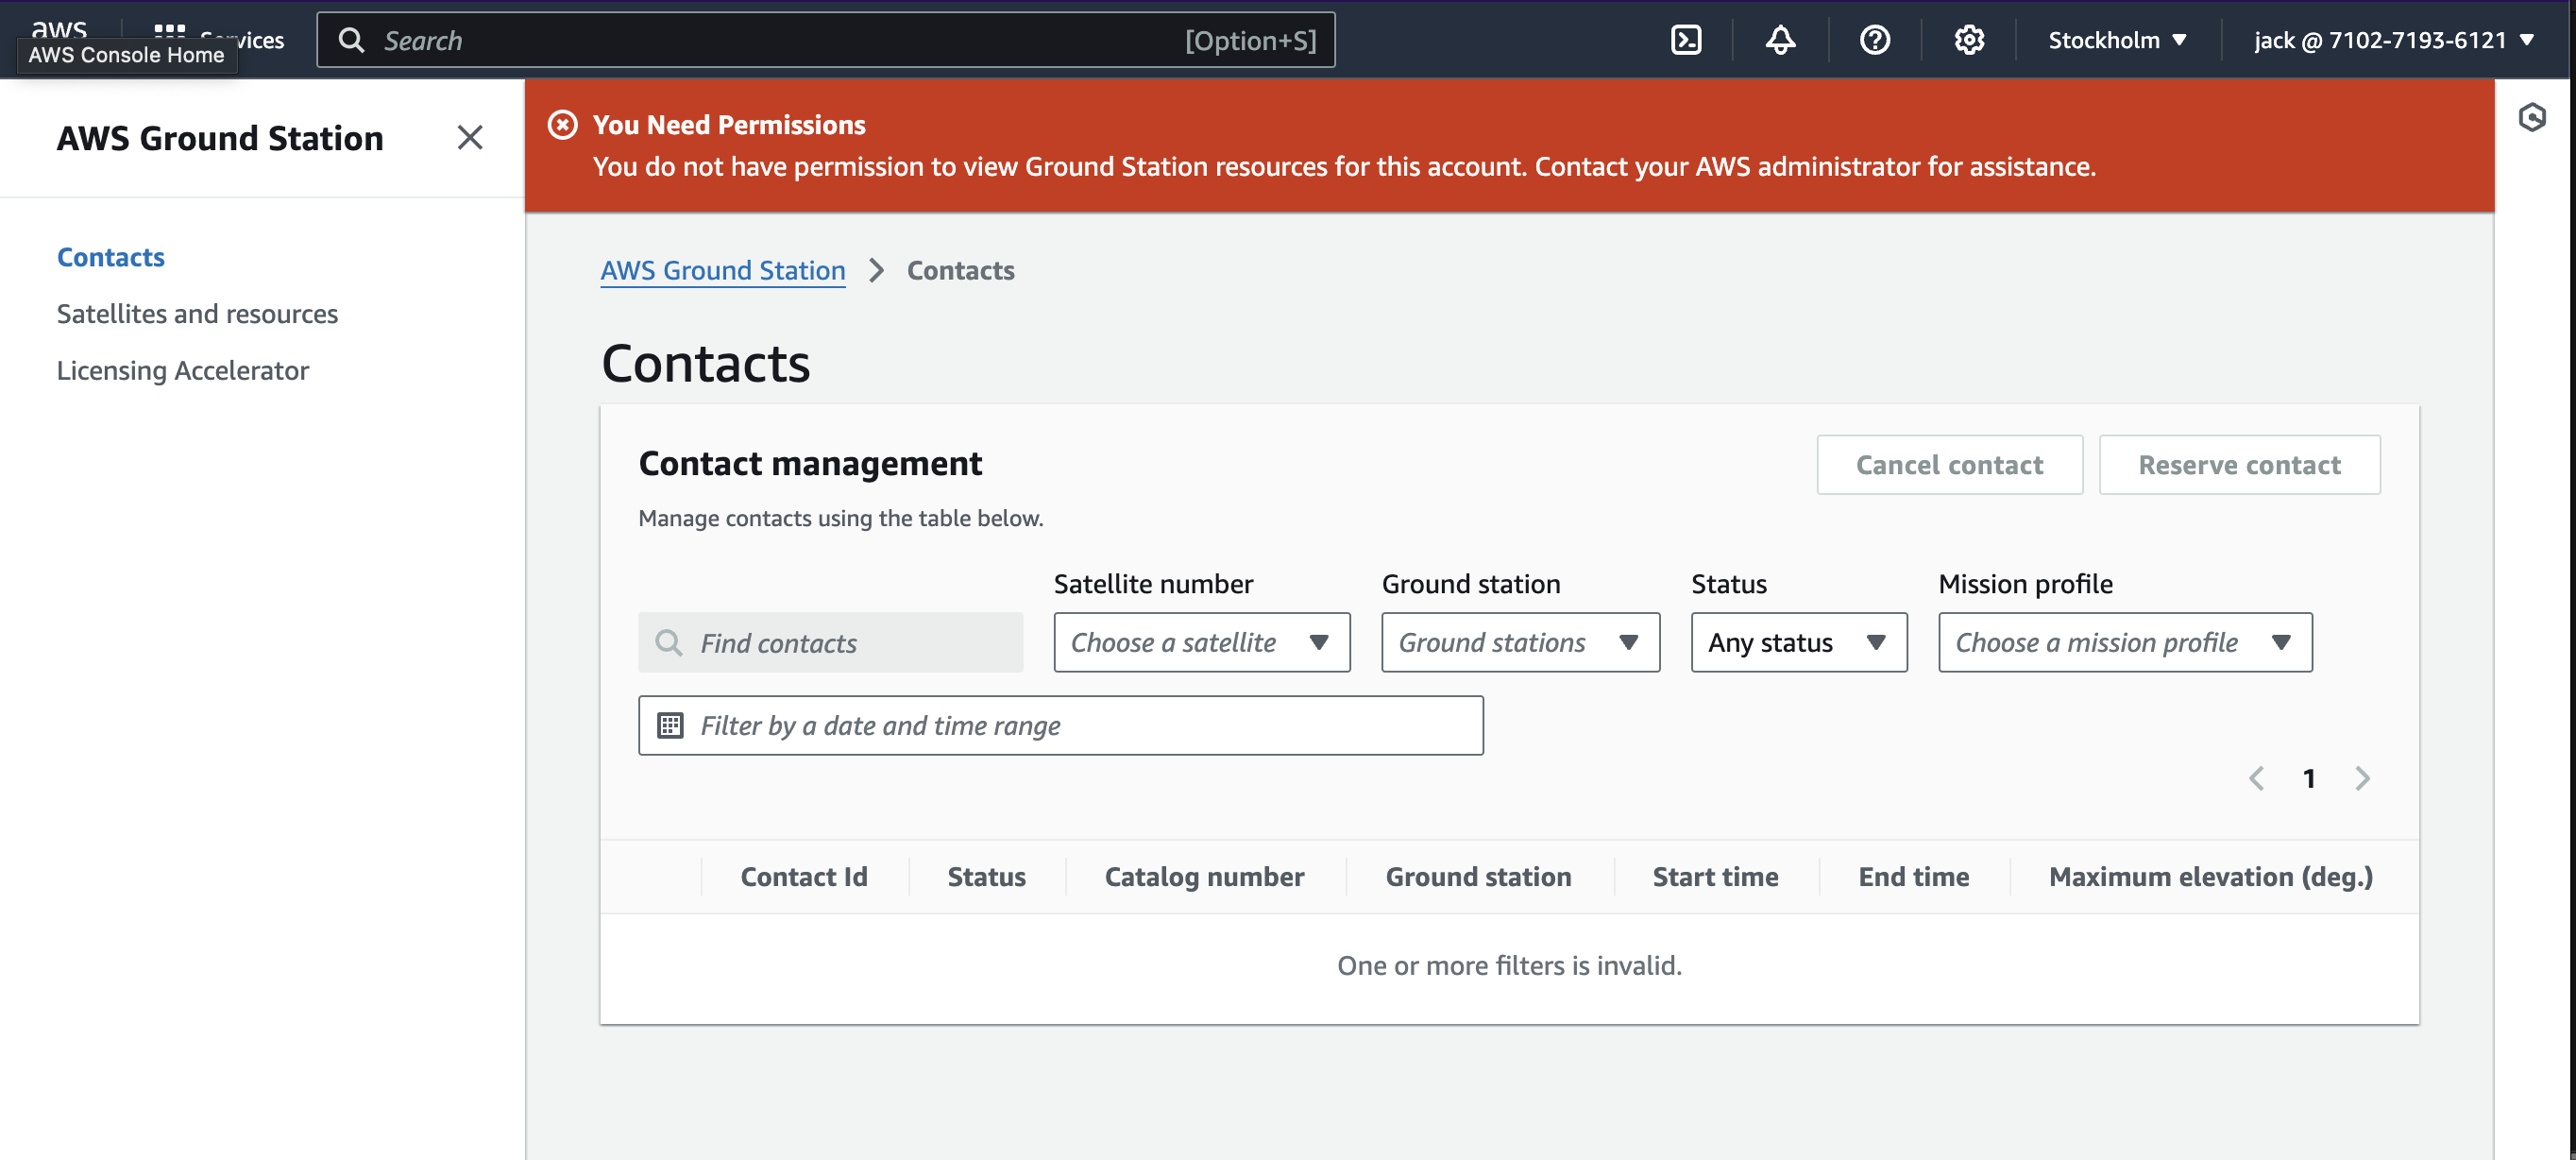 aws
AWS Console Home
Services
Search
[Option+S]
Stockholm
jack @ 7102-7193-6121
AWS Ground Station
You Need Permissions
You do not have permission to view Ground Station resources for this account. Contact your AWS administrator for assistance.
Contacts
Satellites and resources
Licensing Accelerator
AWS Ground Station
Contacts
Contacts
Contact management
Cancel contact
Reserve contact
Manage contacts using the table below.
Satellite number
Ground station
Status
Mission profile
Find contacts
Choose a satellite
Ground stations
Any status
Choose a mission profile
Filter by a date and time range
1
Contact Id
Status
Catalog number
Ground station
Start time
End time
Maximum elevation (deg.)
One or more filters is invalid.